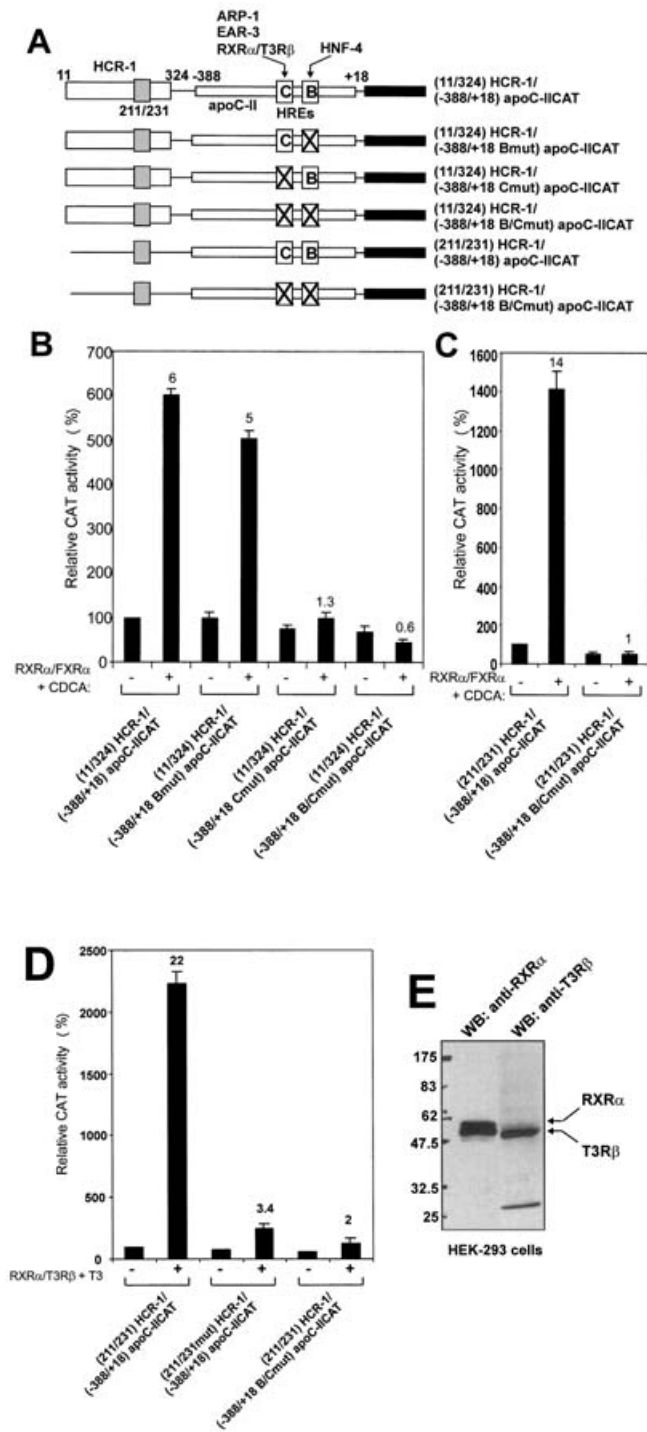 A
ARP-1
EAR-3
RXRα/T3Rβ
HNF-4
11
HCR-1
324
-388
+18
C
B
apoC-II
HREs
211/231
(11/324) HCR-1/
(-388/+18) apoC-IICAT
C
(11/324) HCR-1/
(-388/+18 Bmut) apoC-IICAT
B
(11/324) HCR-1/
(-388/+18 Cmut) apoC-IICAT
(11/324) HCR-1/
(-388/+18 B/Cmut) apoC-IICAT
C
B
(211/231) HCR-1/
(-388/+18) apoC-IICAT
(211/231) HCR-1/
(-388/+18 B/Cmut) apoC-IICAT
B
Relative CAT activity ( %)
700
600
500
400
300
200
100
0
6
5
1.3
0.6
RXRα/FXRα
+ CDCA:
- + - + - + - +
(11/324) HCR-1/
(-388/+18) apoC-IICAT
(11/324) HCR-1/
(-388/+18 Bmut) apoC-IICAT
(11/324) HCR-1/
(-388/+18 Cmut) apoC-IICAT
(11/324) HCR-1/
(-388/+18 B/Cmut) apoC-IICAT
C
Relative CAT activity ( %)
1600
1400
1200
1000
800
600
400
200
0
14
1
RXRα/FXRα
+ CDCA:
- + - +
(211/231) HCR-1/
(-388/+18) apoC-IICAT
(211/231) HCR-1/
(-388/+18 B/Cmut) apoC-IICAT
D
Relative CAT activity ( %)
2500
2000
1500
1000
500
0
22
3.4
2
RXRα/T3Rβ + T3
- + - + - +
(211/231) HCR-1/
(-388/+18) apoC-IICAT
(211/231mut) HCR-1/
(-388/+18) apoC-IICAT
(211/231) HCR-1/
(-388/+18 B/Cmut) apoC-IICAT
E
WB: anti-RXRα
WB: anti-T3Rβ
175
83
62
47.5
32.5
25
RXRα
T3Rβ
HEK-293 cells